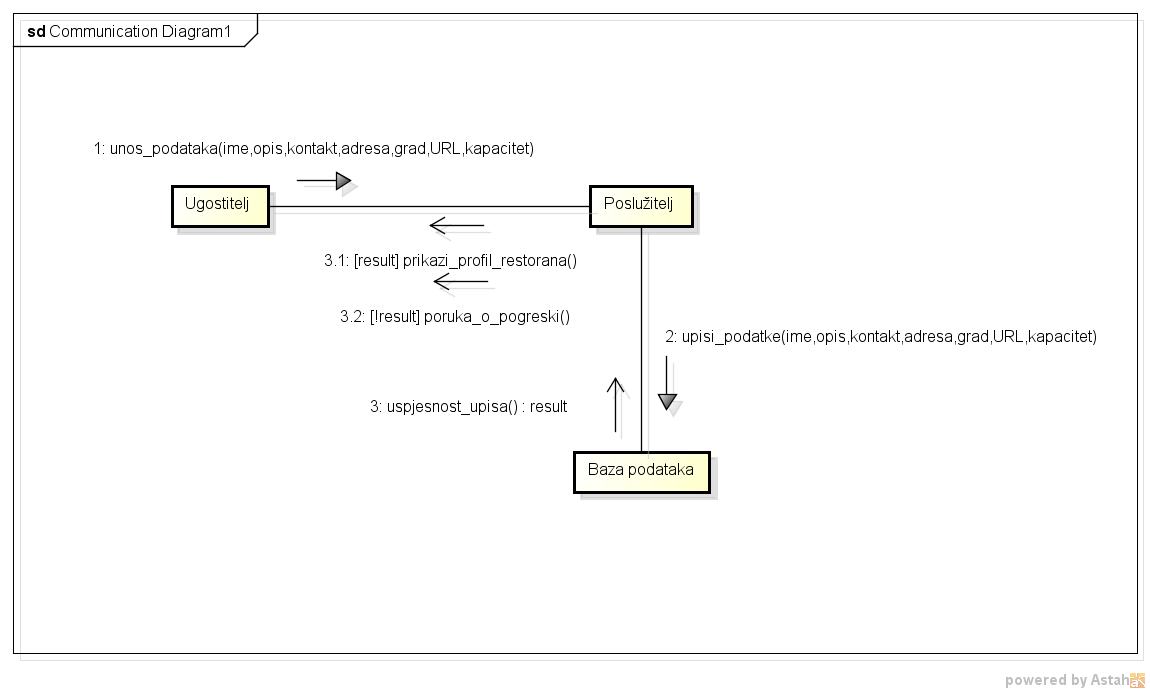 sd Communication Diagram1
1: unos_podataka(ime,opis,kontakt,adresa,grad,URL,kapacitet)
Ugostitelj
Poslužitelj
3.1: [result] prikazi_profil_restorana()
3.2: [!result] poruka_o_pogreski()
2: upisi_podatke(ime,opis,kontakt,adresa,grad,URL,kapacitet)
3: uspjesnost_upisa() : result
Baza podataka
powered by Astah